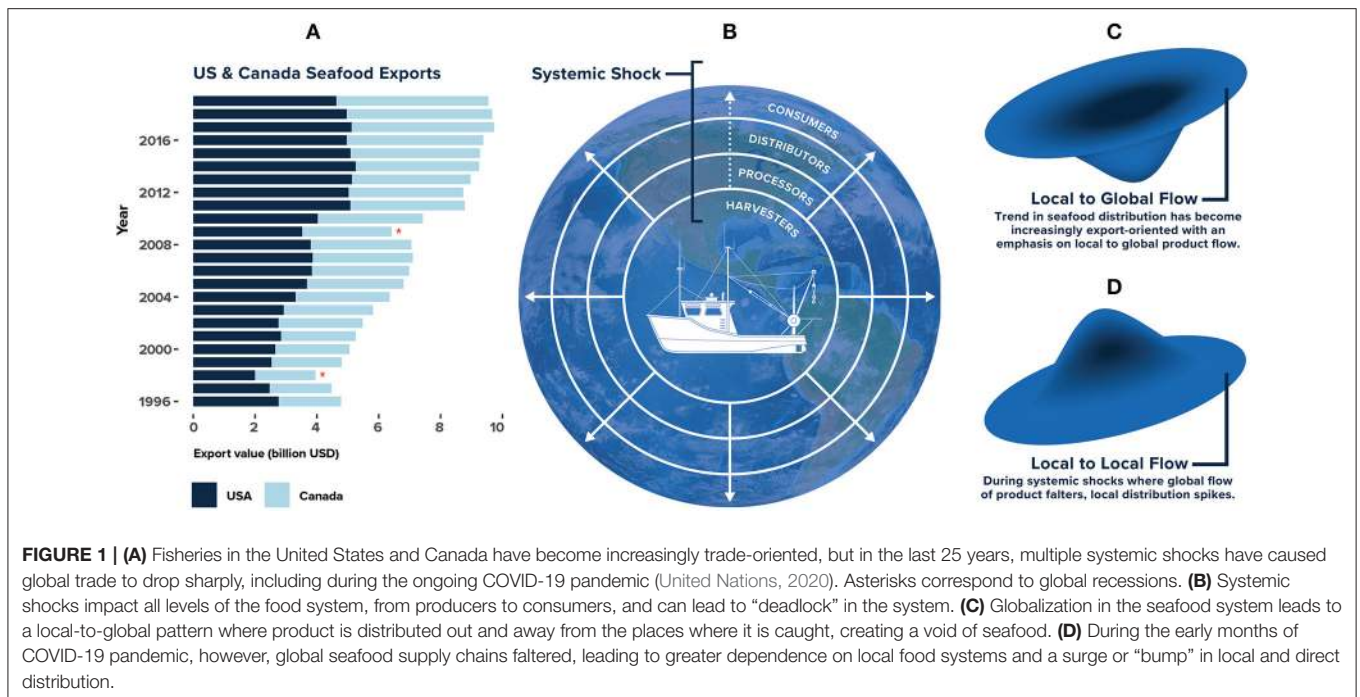 A
US & Canada Seafood Exports
Year
2016
2012
2008
*
2004
2000
*
1996
0 2 4 6 8 10
Export value (billion USD)
USA Canada
B
Systemic Shock
CONSUMERS
DISTRIBUTORS
PROCESSORS
HARVESTERS
C
Local to Global Flow
Trend in seafood distribution has become
increasingly export-oriented with an
emphasis on local to global product flow.
D
Local to Local Flow
During systemic shocks where global flow
of product falters, local distribution spikes.
FIGURE 1 | (A) Fisheries in the United States and Canada have become increasingly trade-oriented, but in the last 25 years, multiple systemic shocks have caused
global trade to drop sharply, including during the ongoing COVID-19 pandemic (United Nations, 2020). Asterisks correspond to global recessions. (B) Systemic
shocks impact all levels of the food system, from producers to consumers, and can lead to “deadlock” in the system. (C) Globalization in the seafood system leads to
a local-to-global pattern where product is distributed out and away from the places where it is caught, creating a void of seafood. (D) During the early months of
COVID-19 pandemic, however, global seafood supply chains faltered, leading to greater dependence on local food systems and a surge or “bump” in local and direct
distribution.